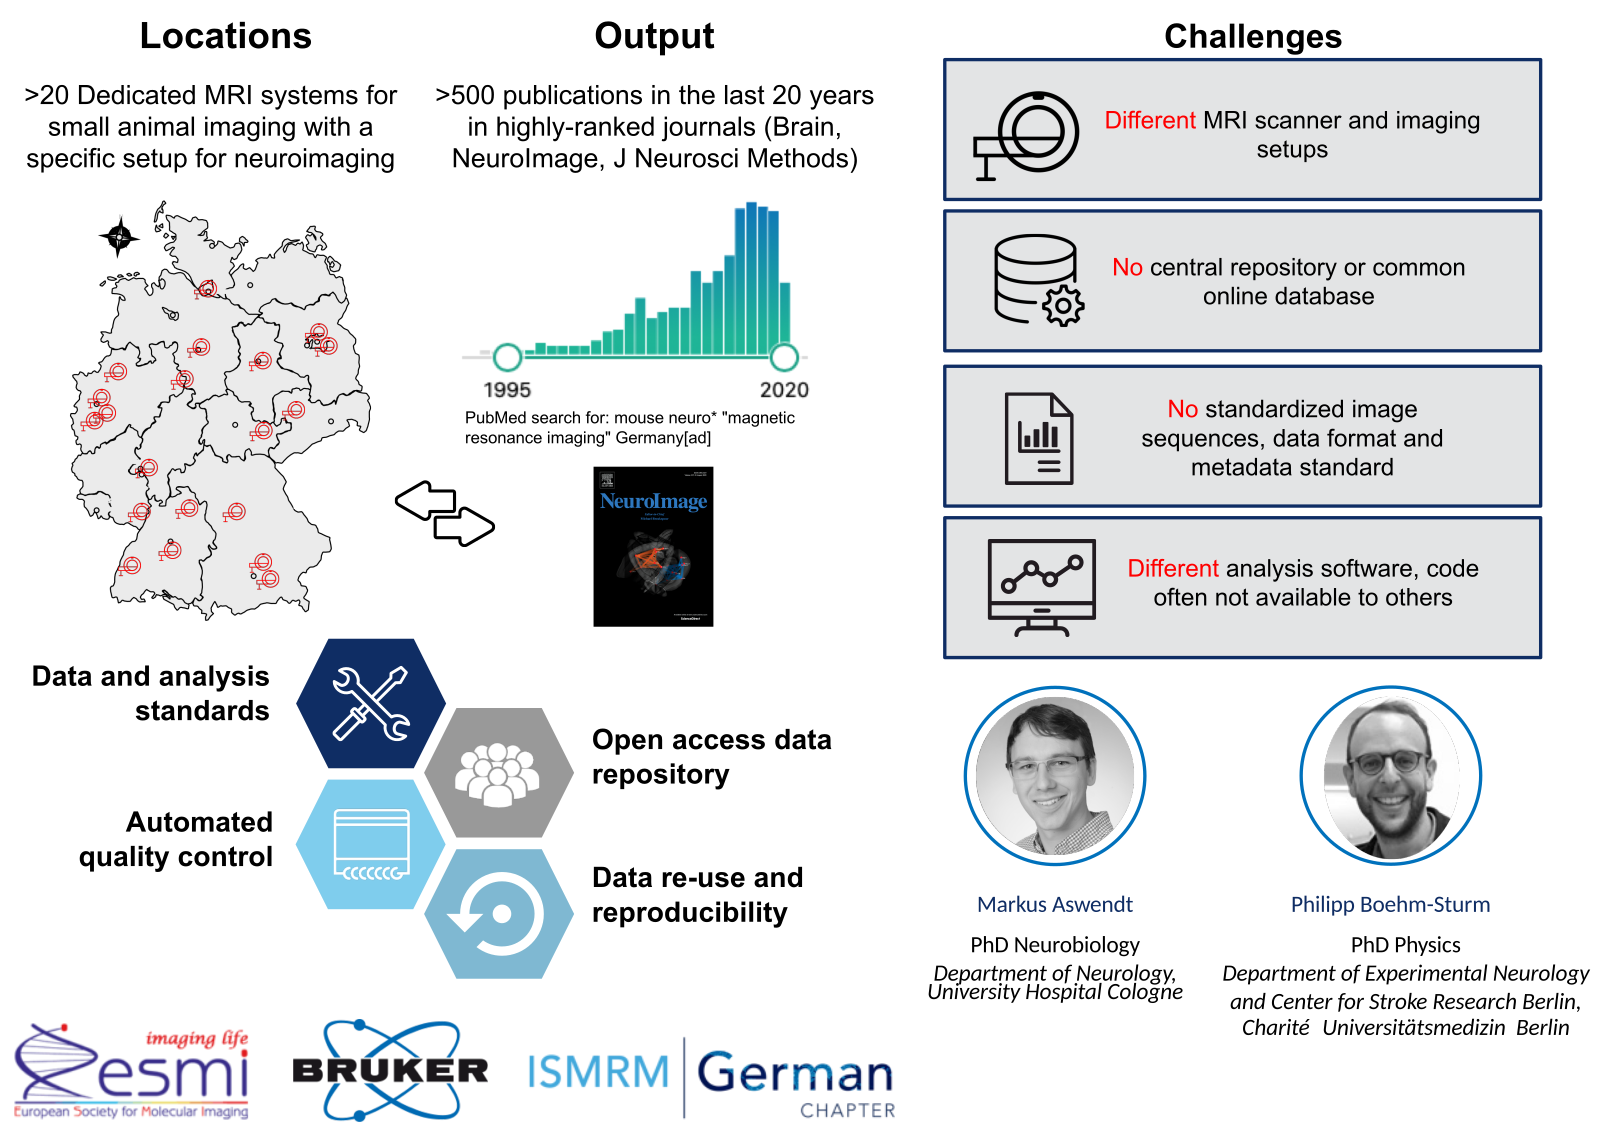 Locations
>20 Dedicated MRI systems for
small animal imaging with a
specific setup for neuroimaging
Output
>500 publications in the last 20 years
in highly-ranked journals (Brain,
NeuroImage, J Neurosci Methods)
1995
2020
PubMed search for: mouse neuro* "magnetic
resonance imaging" Germany[ad]
NeuroImage
Challenges
Different MRI scanner and imaging
setups
No central repository or common
online database
No standardized image
sequences, data format and
metadata standard
Different analysis software, code
often not available to others
Data and analysis
standards
Open access data
repository
Automated
quality control
Data re-use and
reproducibility
Markus Aswendt
PhD Neurobiology
Department of Neurology,
University Hospital Cologne
Philipp Boehm-Sturm
PhD Physics
Department of Experimental Neurology
and Center for Stroke Research Berlin,
Charité Universitätsmedizin Berlin
imaging life
esmi
European Society for Molecular Imaging
BRUKER
ISMRM
German
CHAPTER